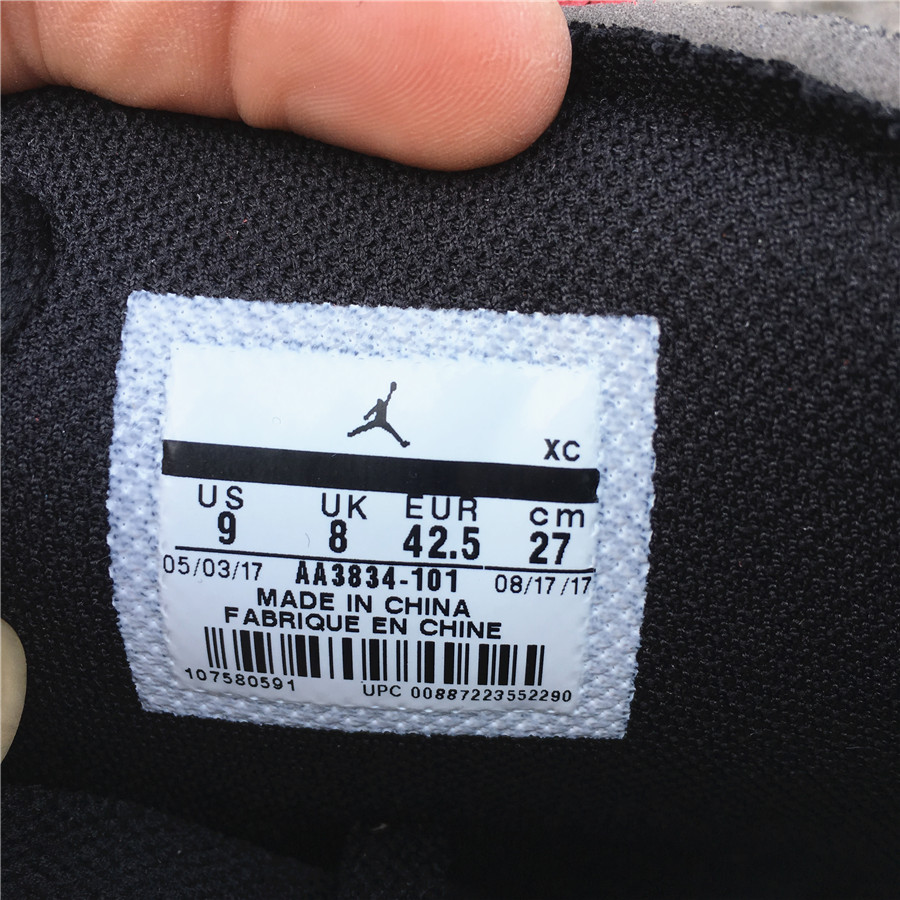 XC
US UK EUR cm
9 8 42.5 27
05/03/17 AA3834-101 08/17/17
MADE IN CHINA
FABRIQUE EN CHINE
107580591
UPC 00887223552290